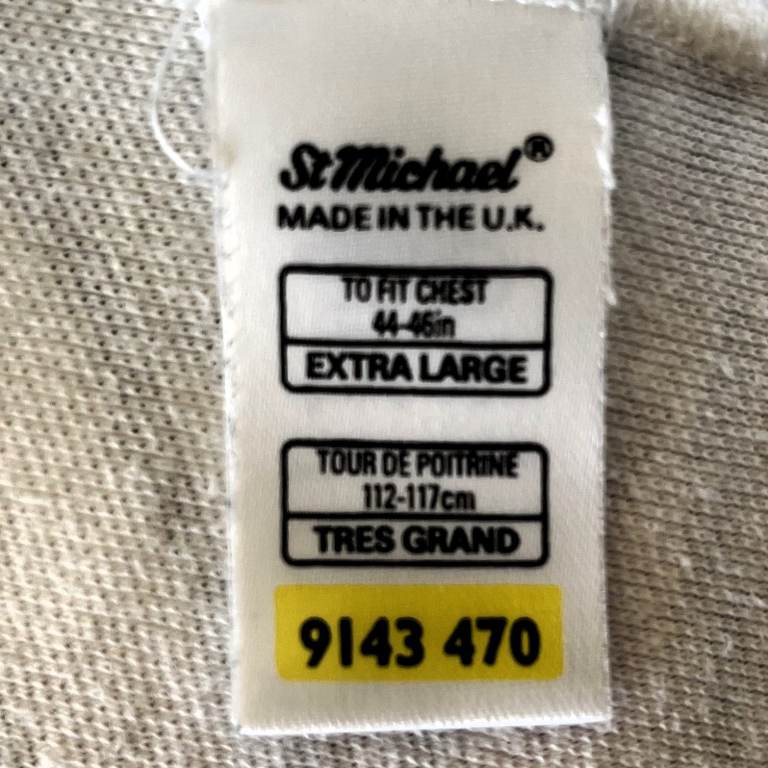 St Michael®
MADE IN THE U.K.
TO FIT CHEST
44-46in
EXTRA LARGE
TOUR DE POITRINE
112-117cm
TRES GRAND
9143 470